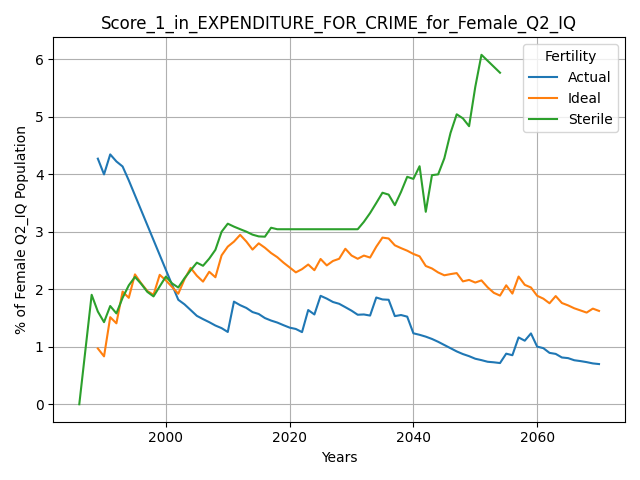 Score_1_in_EXPENDITURE_FOR_CRIME_for_Female_Q2_IQ
Fertility
Actual
Ideal
Sterile
% of Female Q2_IQ Population
6
5
4
3
2
1
0
2000 2020 2040 2060
Years